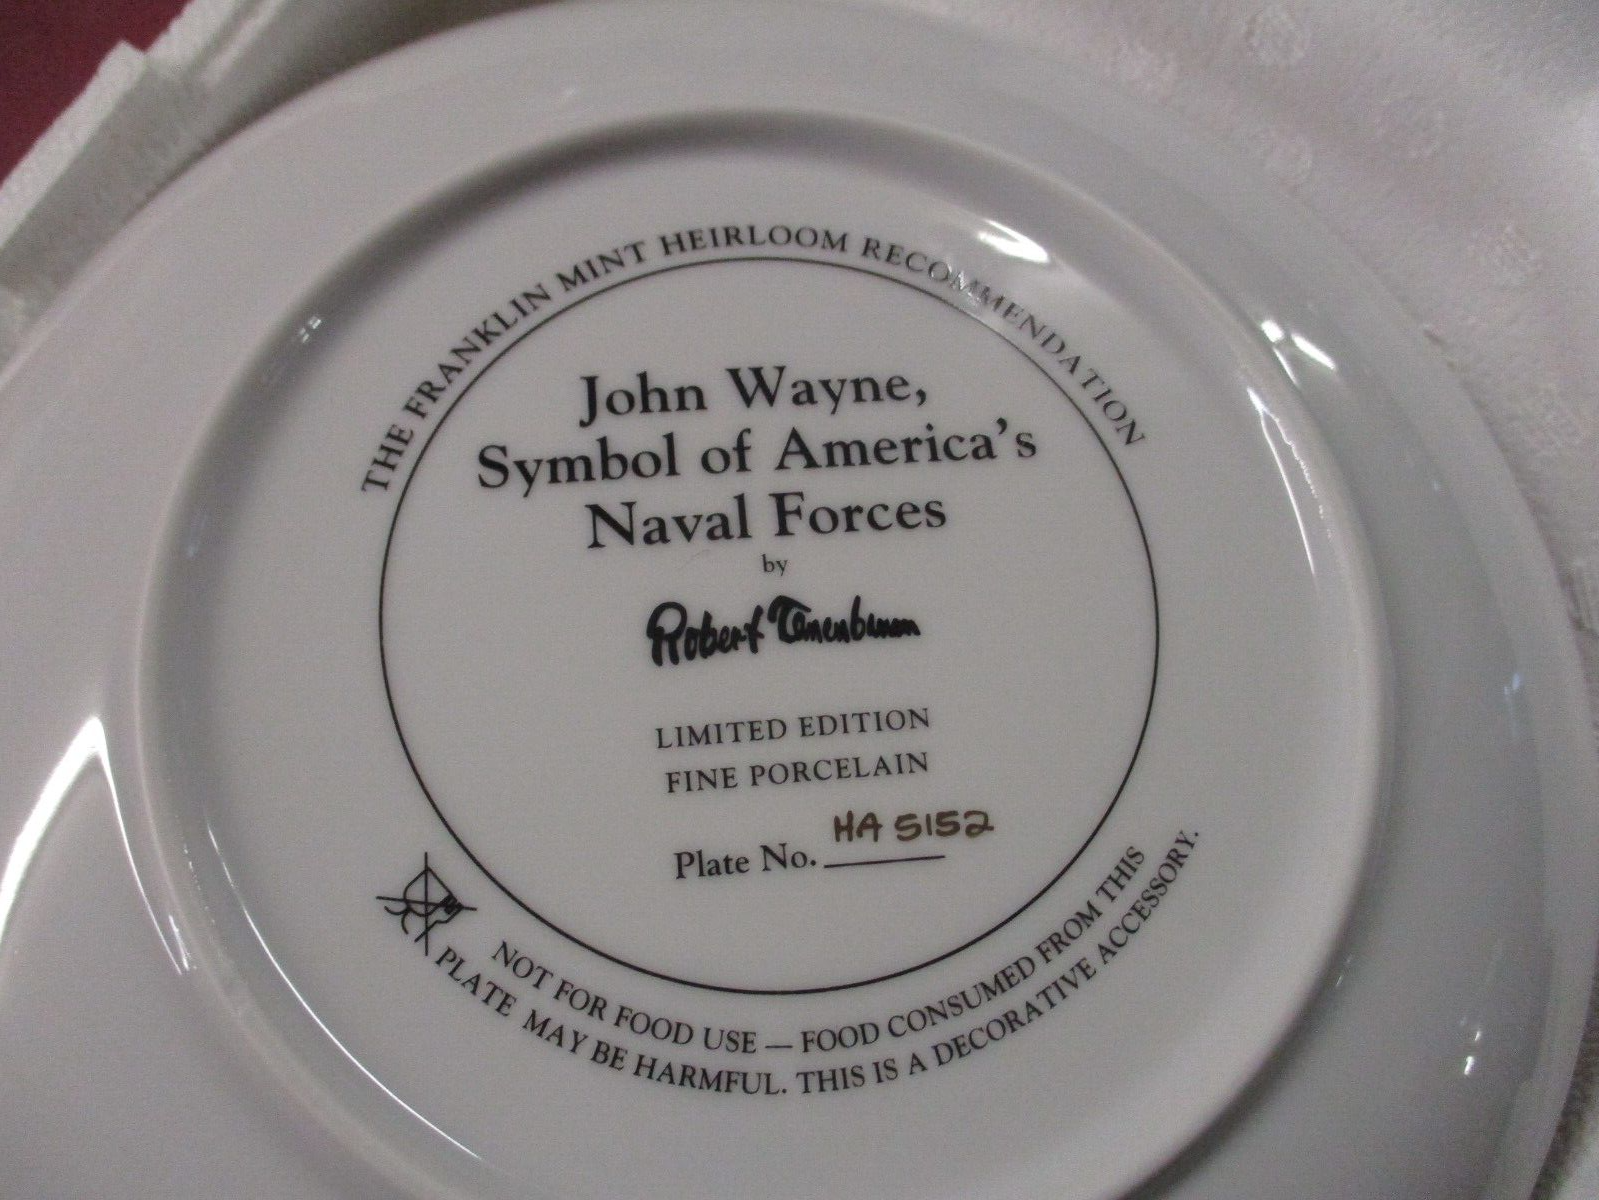 THE FRANKLIN MINT HEIRLOOM RECOMMENDATION
John Wayne,
Symbol of America's
Naval Forces
by
Robert Tanenbaum
LIMITED EDITION
FINE PORCELAIN
Plate No. HA 5152
NOT FOR FOOD USE — FOOD CONSUMED FROM THIS
PLATE MAY BE HARMFUL. THIS IS A DECORATIVE ACCESSORY.